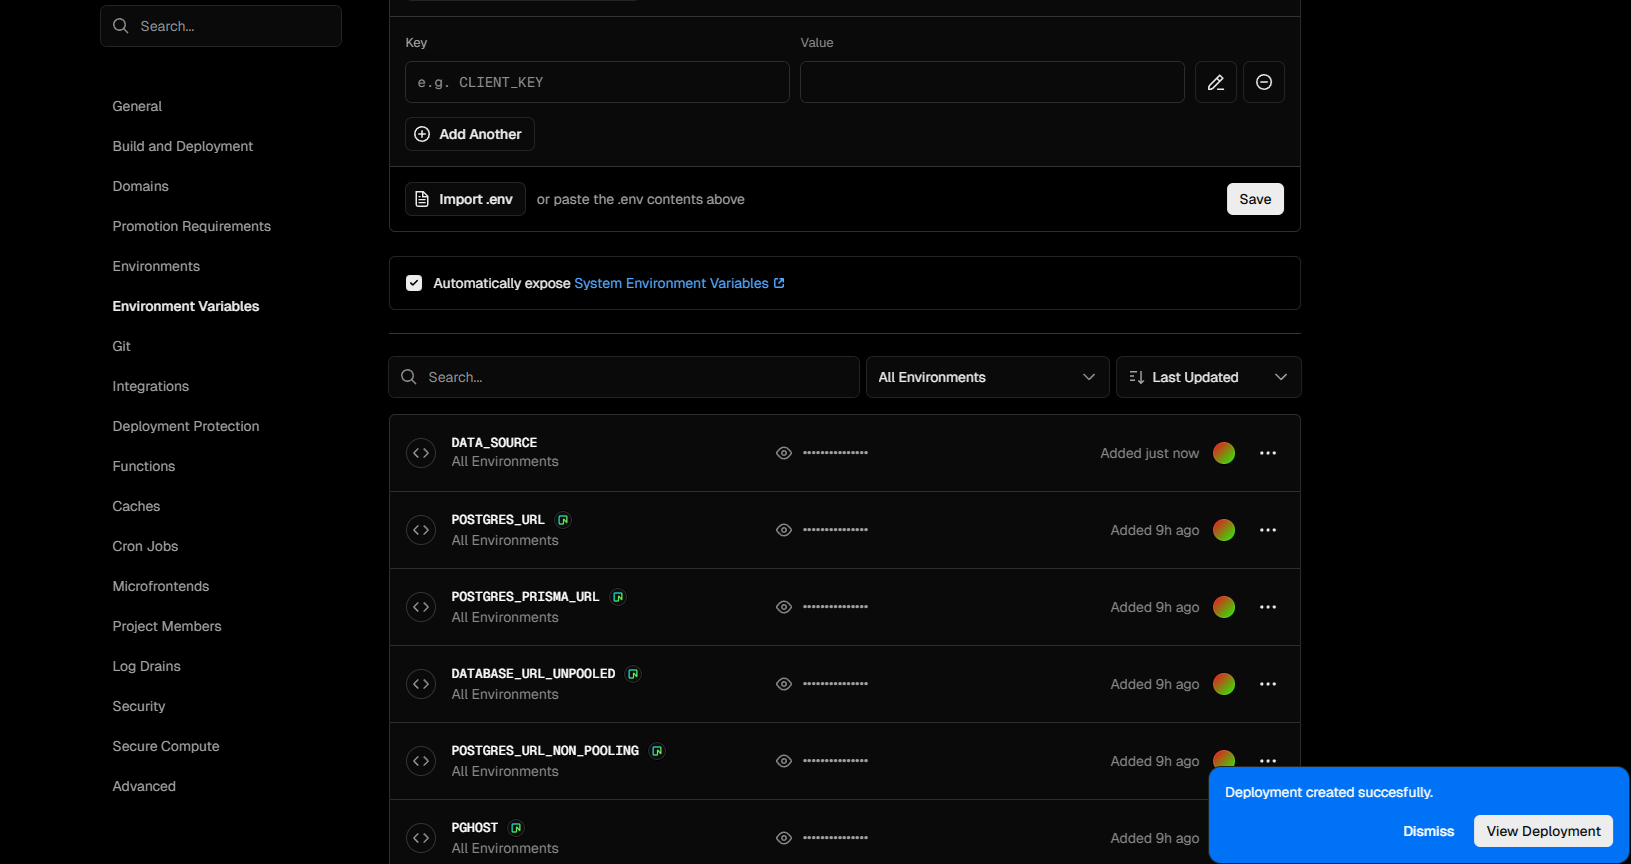 Search...
General
Build and Deployment
Domains
Promotion Requirements
Environments
Environment Variables
Git
Integrations
Deployment Protection
Functions
Caches
Cron Jobs
Microfrontends
Project Members
Log Drains
Security
Secure Compute
Advanced
Key Value
e.g. CLIENT_KEY
Add Another
Import .env or paste the .env contents above Save
Automatically expose System Environment Variables
Search... All Environments Last Updated
DATA_SOURCE
All Environments
Added just now
POSTGRES_URL
All Environments
Added 9h ago
POSTGRES_PRISMA_URL
All Environments
Added 9h ago
DATABASE_URL_UNPOOLED
All Environments
Added 9h ago
POSTGRES_URL_NON_POOLING
All Environments
Added 9h ago
PGHOST
All Environments
Added 9h ago
Deployment created succesfully.
Dismiss View Deployment